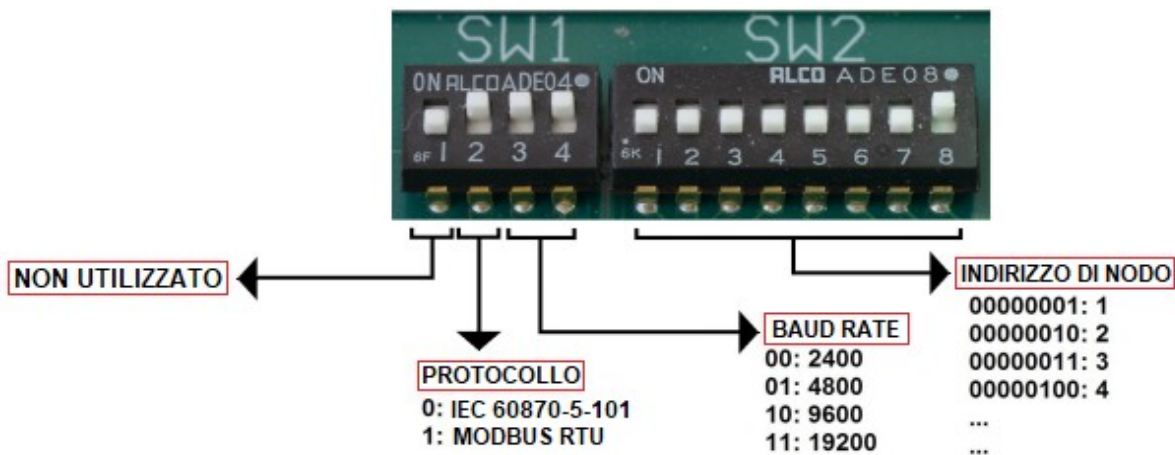 SW1 SW2
ON ALCO ADE04 ON ALCO ADE08
6F 1 2 3 4 6K 1 2 3 4 5 6 7 8
NON UTILIZZATO
PROTOCOLLO
0: IEC 60870-5-101
1: MODBUS RTU
BAUD RATE
00: 2400
01: 4800
10: 9600
11: 19200
INDIRIZZO DI NODO
00000001: 1
00000010: 2
00000011: 3
00000100: 4
...
...